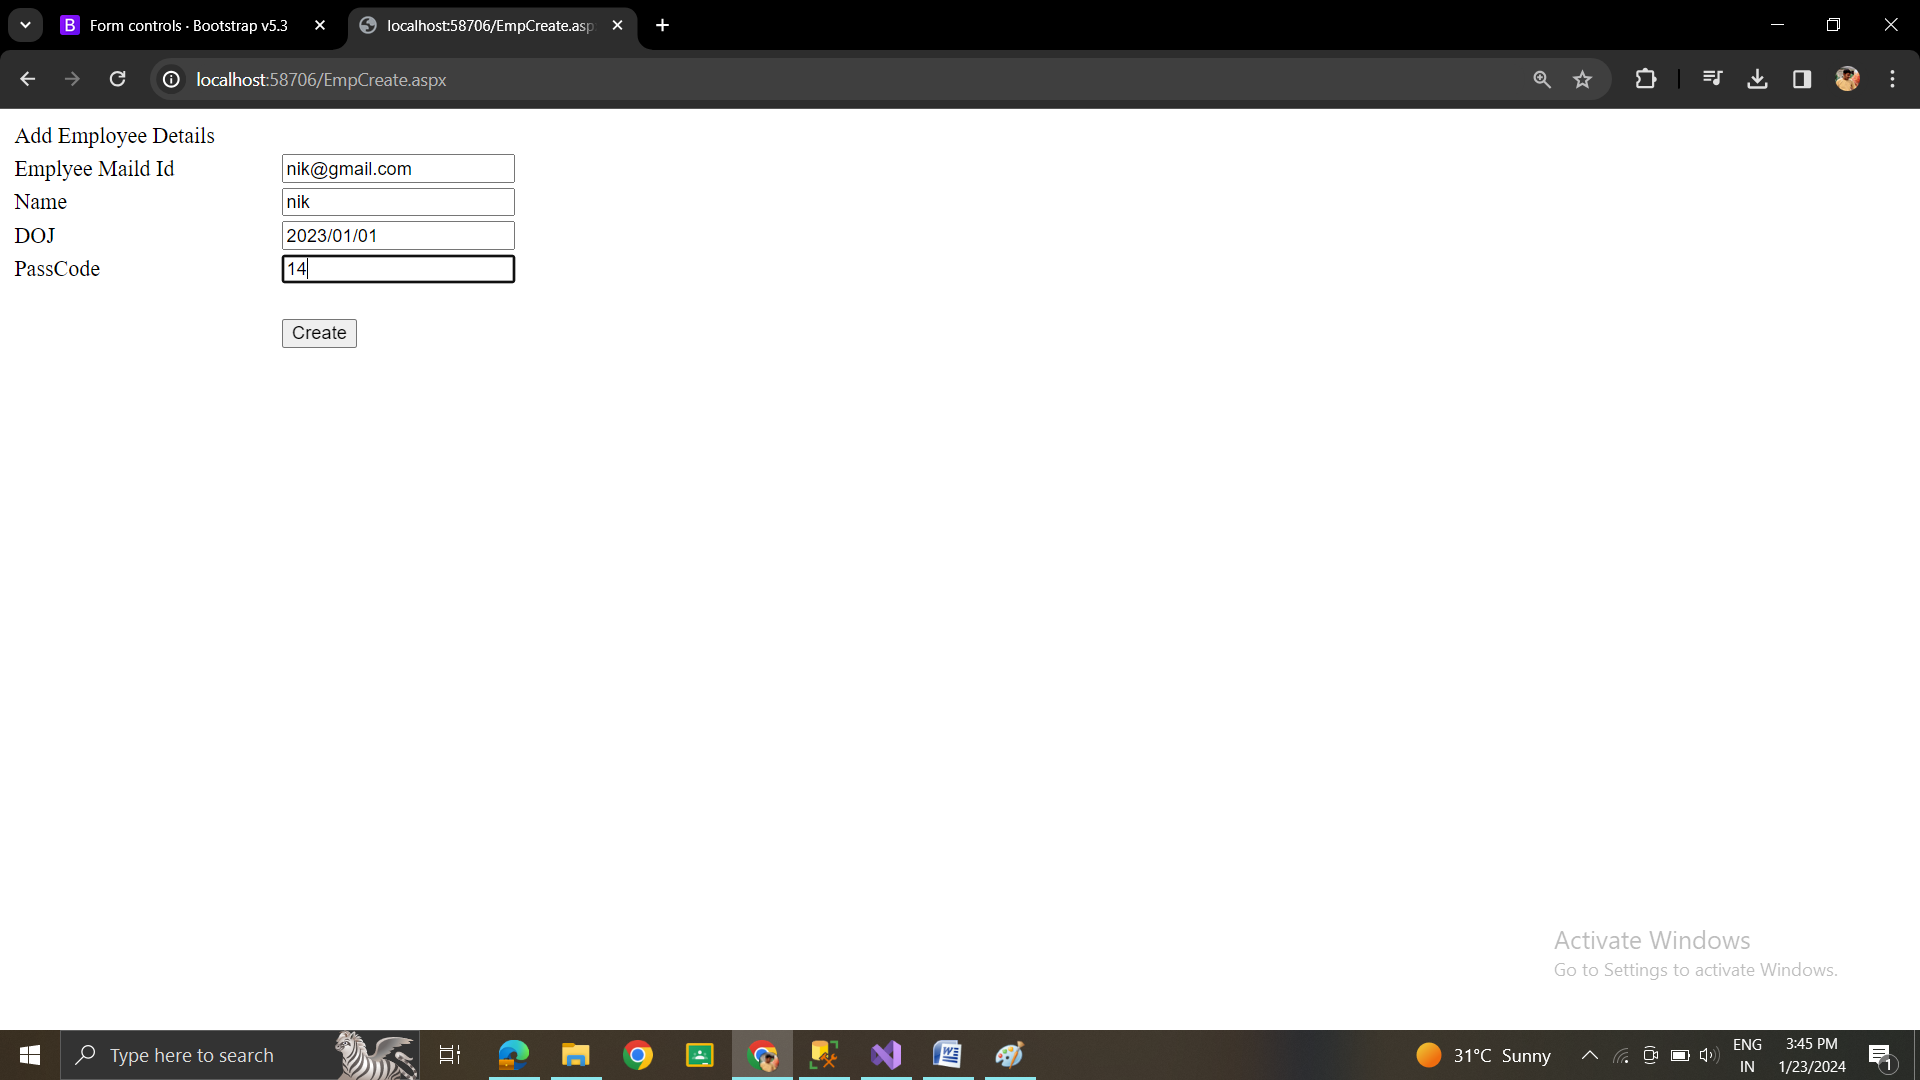 Form controls · Bootstrap v5.3
localhost:58706/EmpCreate.asp
localhost:58706/EmpCreate.aspx
Add Employee Details
Emplyee Maild Id nik@gmail.com
Name nik
DOJ 2023/01/01
PassCode 14
Create
Activate Windows
Go to Settings to activate Windows.
Type here to search
31°C Sunny
ENG
IN
3:45 PM
1/23/2024
1